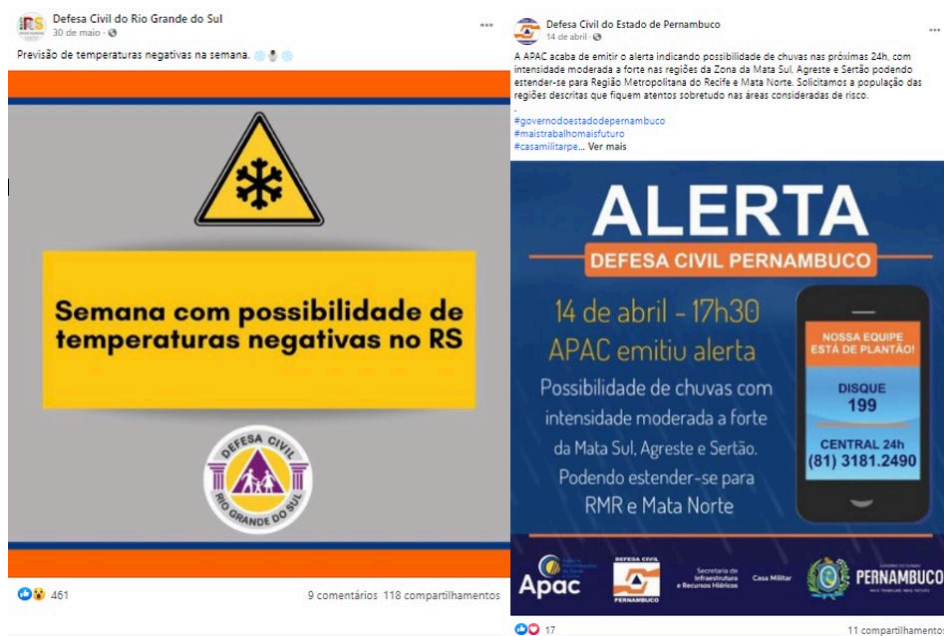 Defesa Civil do Rio Grande do Sul
30 de maio
Previsão de temperaturas negativas na semana.
Semana com possibilidade de
temperaturas negativas no RS
DEFESA CIVIL
RIO GRANDE DO SUL
461
9 comentários 118 compartilhamentos
Defesa Civil do Estado de Pernambuco
14 de abril
A APAC acaba de emitir o alerta indicando possibilidade de chuvas nas próximas 24h, com
intensidade moderada a forte nas regiões da Zona da Mata Sul, Agreste e Sertão podendo
estender-se para Região Metropolitana do Recife e Mata Norte. Solicitamos a população das
regiões descritas que fiquem atentos sobretudo nas áreas consideradas de risco.
.
#governodoestadodepernambuco
#maistrabalhomaisfuturo
#casamilitarpe... Ver mais
ALERTA
DEFESA CIVIL PERNAMBUCO
14 de abril - 17h30
APAC emitiu alerta
Possibilidade de chuvas com
intensidade moderada a forte
da Mata Sul, Agreste e Sertão.
Podendo estender-se para
RMR e Mata Norte
NOSSA EQUIPE
ESTÁ DE PLANTÃO!
DISQUE
199
CENTRAL 24h
(81) 3181.2490
Apac
DEFESA CIVIL
PERNAMBUCO
Secretaria de
Infraestrutura
e Recursos Hídricos
Casa Militar
PERNAMBUCO
17
11 compartilhamentos